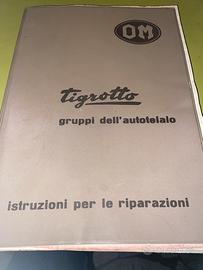 OM
tigrotto
gruppi dell'autotelaio
istruzioni per le riparazioni